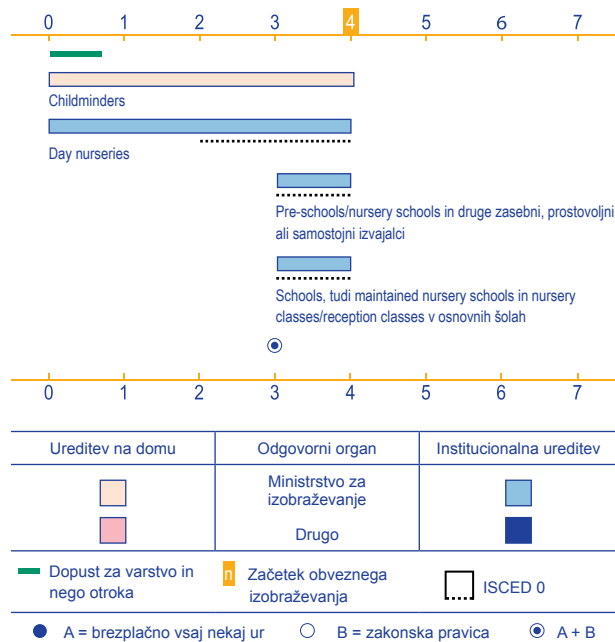 0 1 2 3 4 5 6 7
Childminders
Day nurseries
Pre-schools/nursery schools in druge zasebni, prostovoljni
ali samostojni izvajalci
Schools, tudi maintained nursery schools in nursery
classes/reception classes v osnovnih šolah
0 1 2 3 4 5 6 7
Ureditev na domu Odgovorni organ Institucionalna ureditev
Ministrstvo za
izobraževanje
Drugo
Dopust za varstvo in
nego otroka
n Začetek obveznega
izobraževanja
ISCED 0
A = brezplačno vsaj nekaj ur B = zakonska pravica A + B